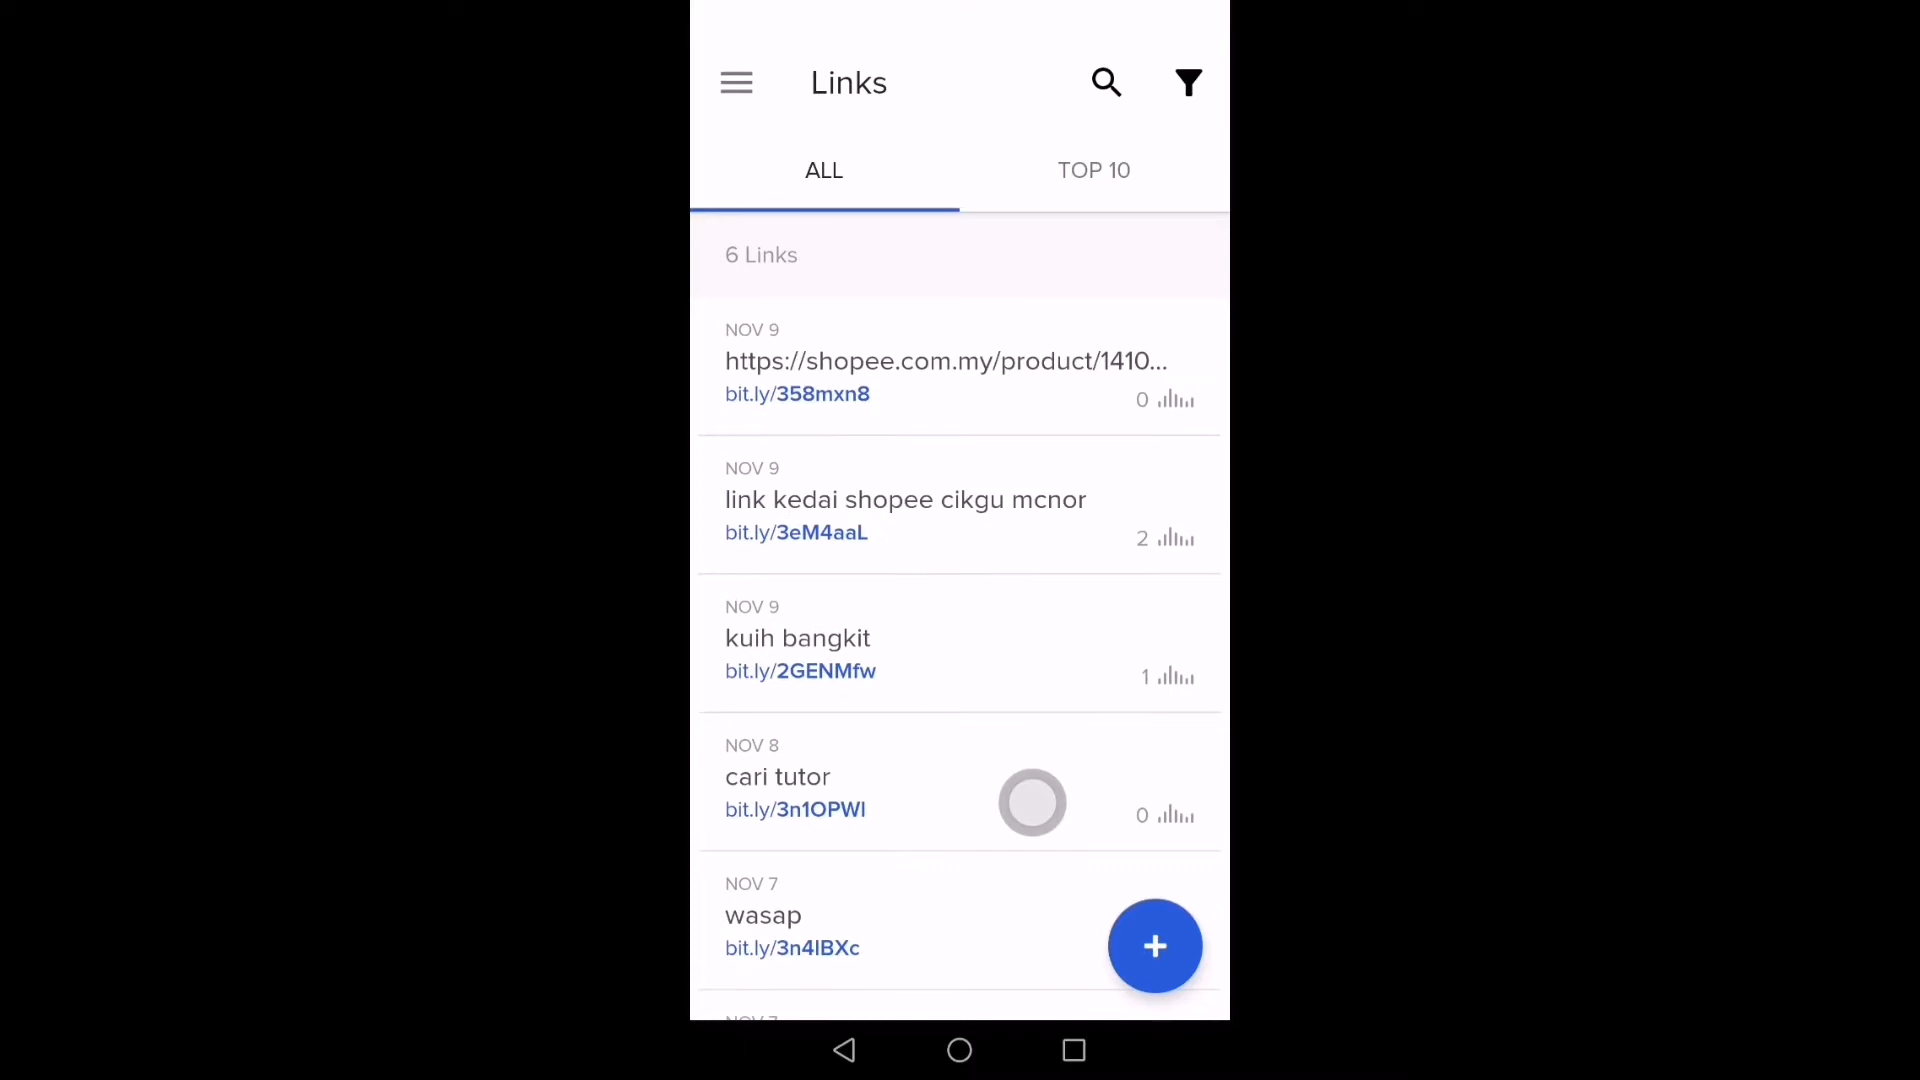 Links
ALL
TOP 10
6 Links
NOV 9
https://shopee.com.my/product/1410...
bit.ly/358mxn8
0
NOV 9
link kedai shopee cikgu mcnor
bit.ly/3eM4aaL
2
NOV 9
kuih bangkit
bit.ly/2GENMfw
1
NOV 8
cari tutor
bit.ly/3n1OPWl
0
NOV 7
wasap
bit.ly/3n4lBXc